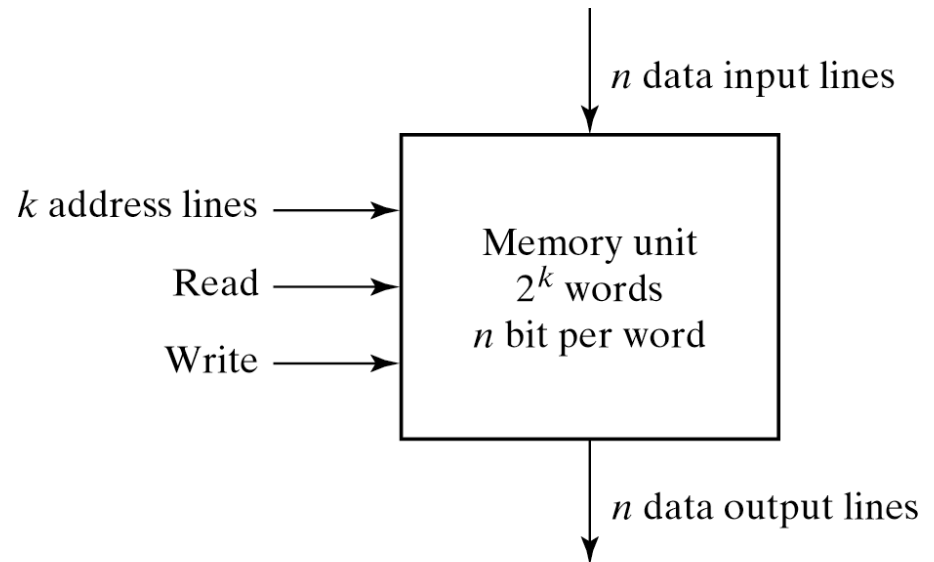 n data input lines
k address lines
Read
Write
Memory unit
2^k words
n bit per word
n data output lines